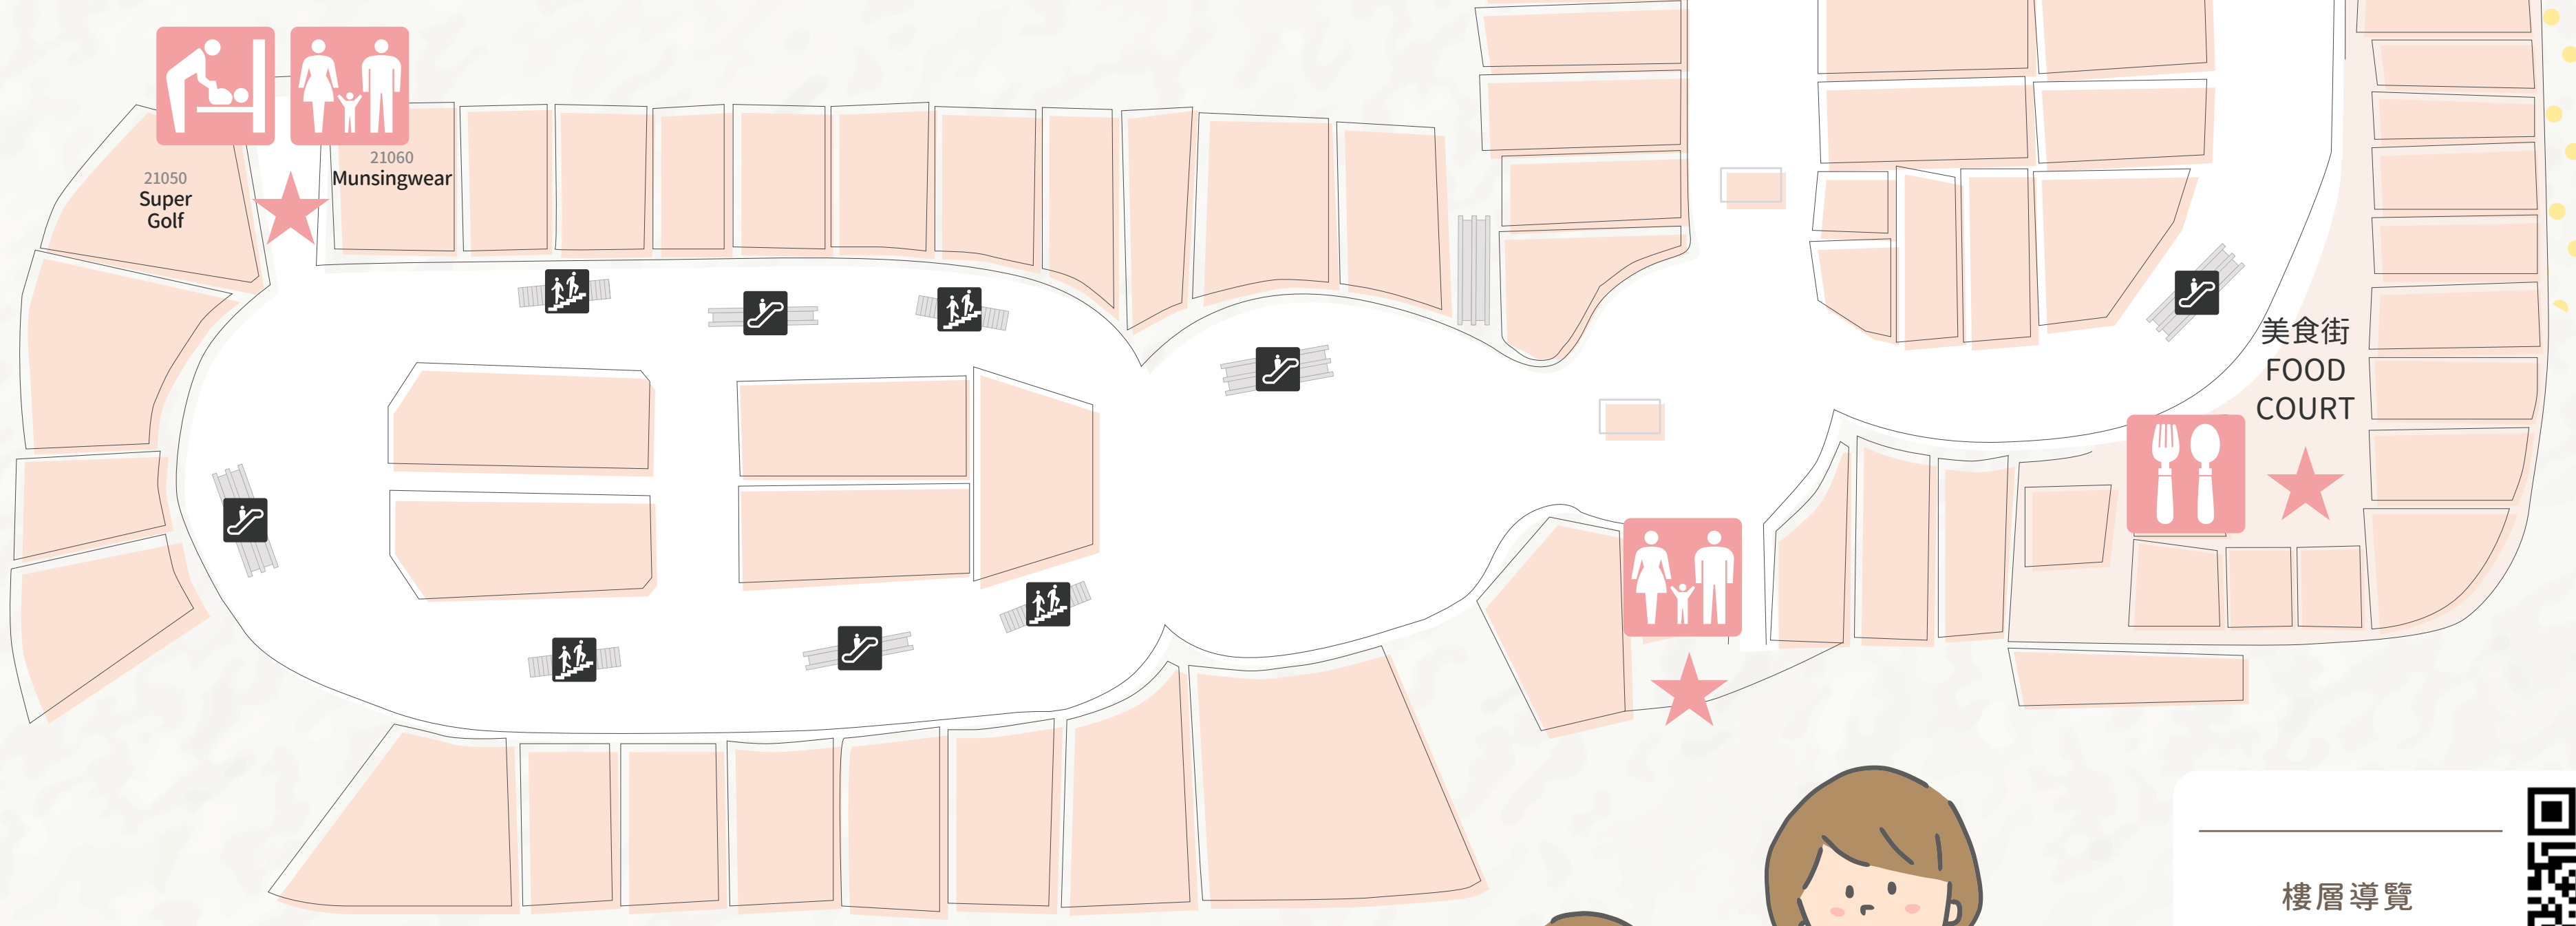 21050
Super
Golf
21060
Munsingwear
美食街
FOOD
COURT
樓層導覽